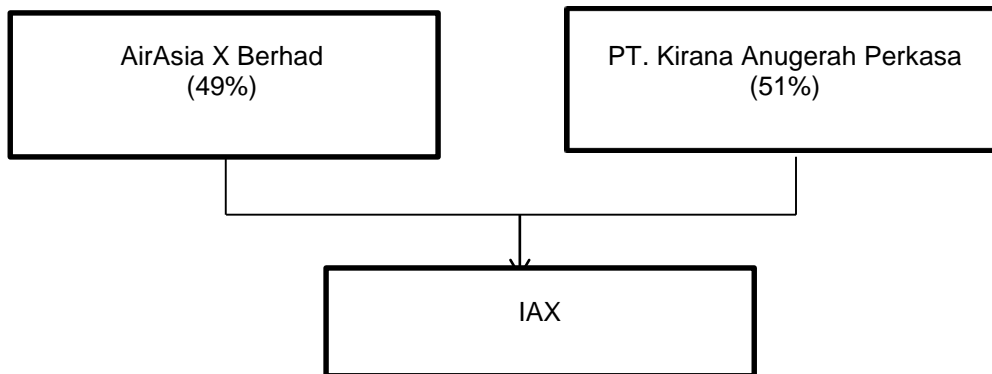 AirAsia X Berhad
(49%)
PT. Kirana Anugerah Perkasa
(51%)
IAX